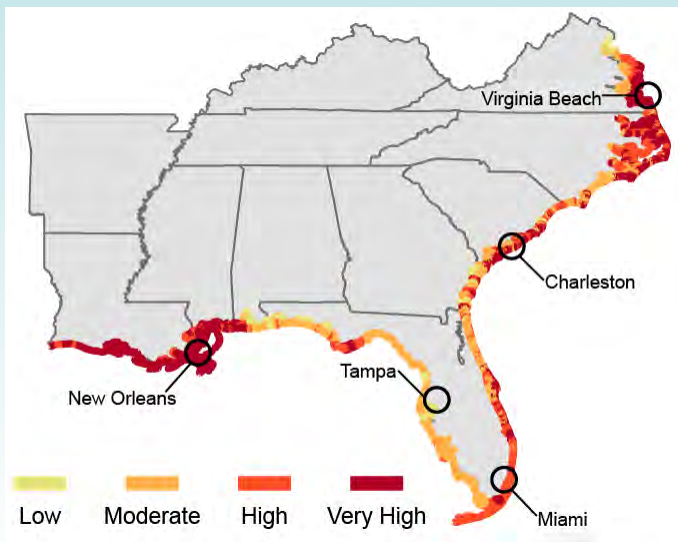 Virginia Beach
Charleston
Tampa
New Orleans
Miami
Low Moderate High Very High